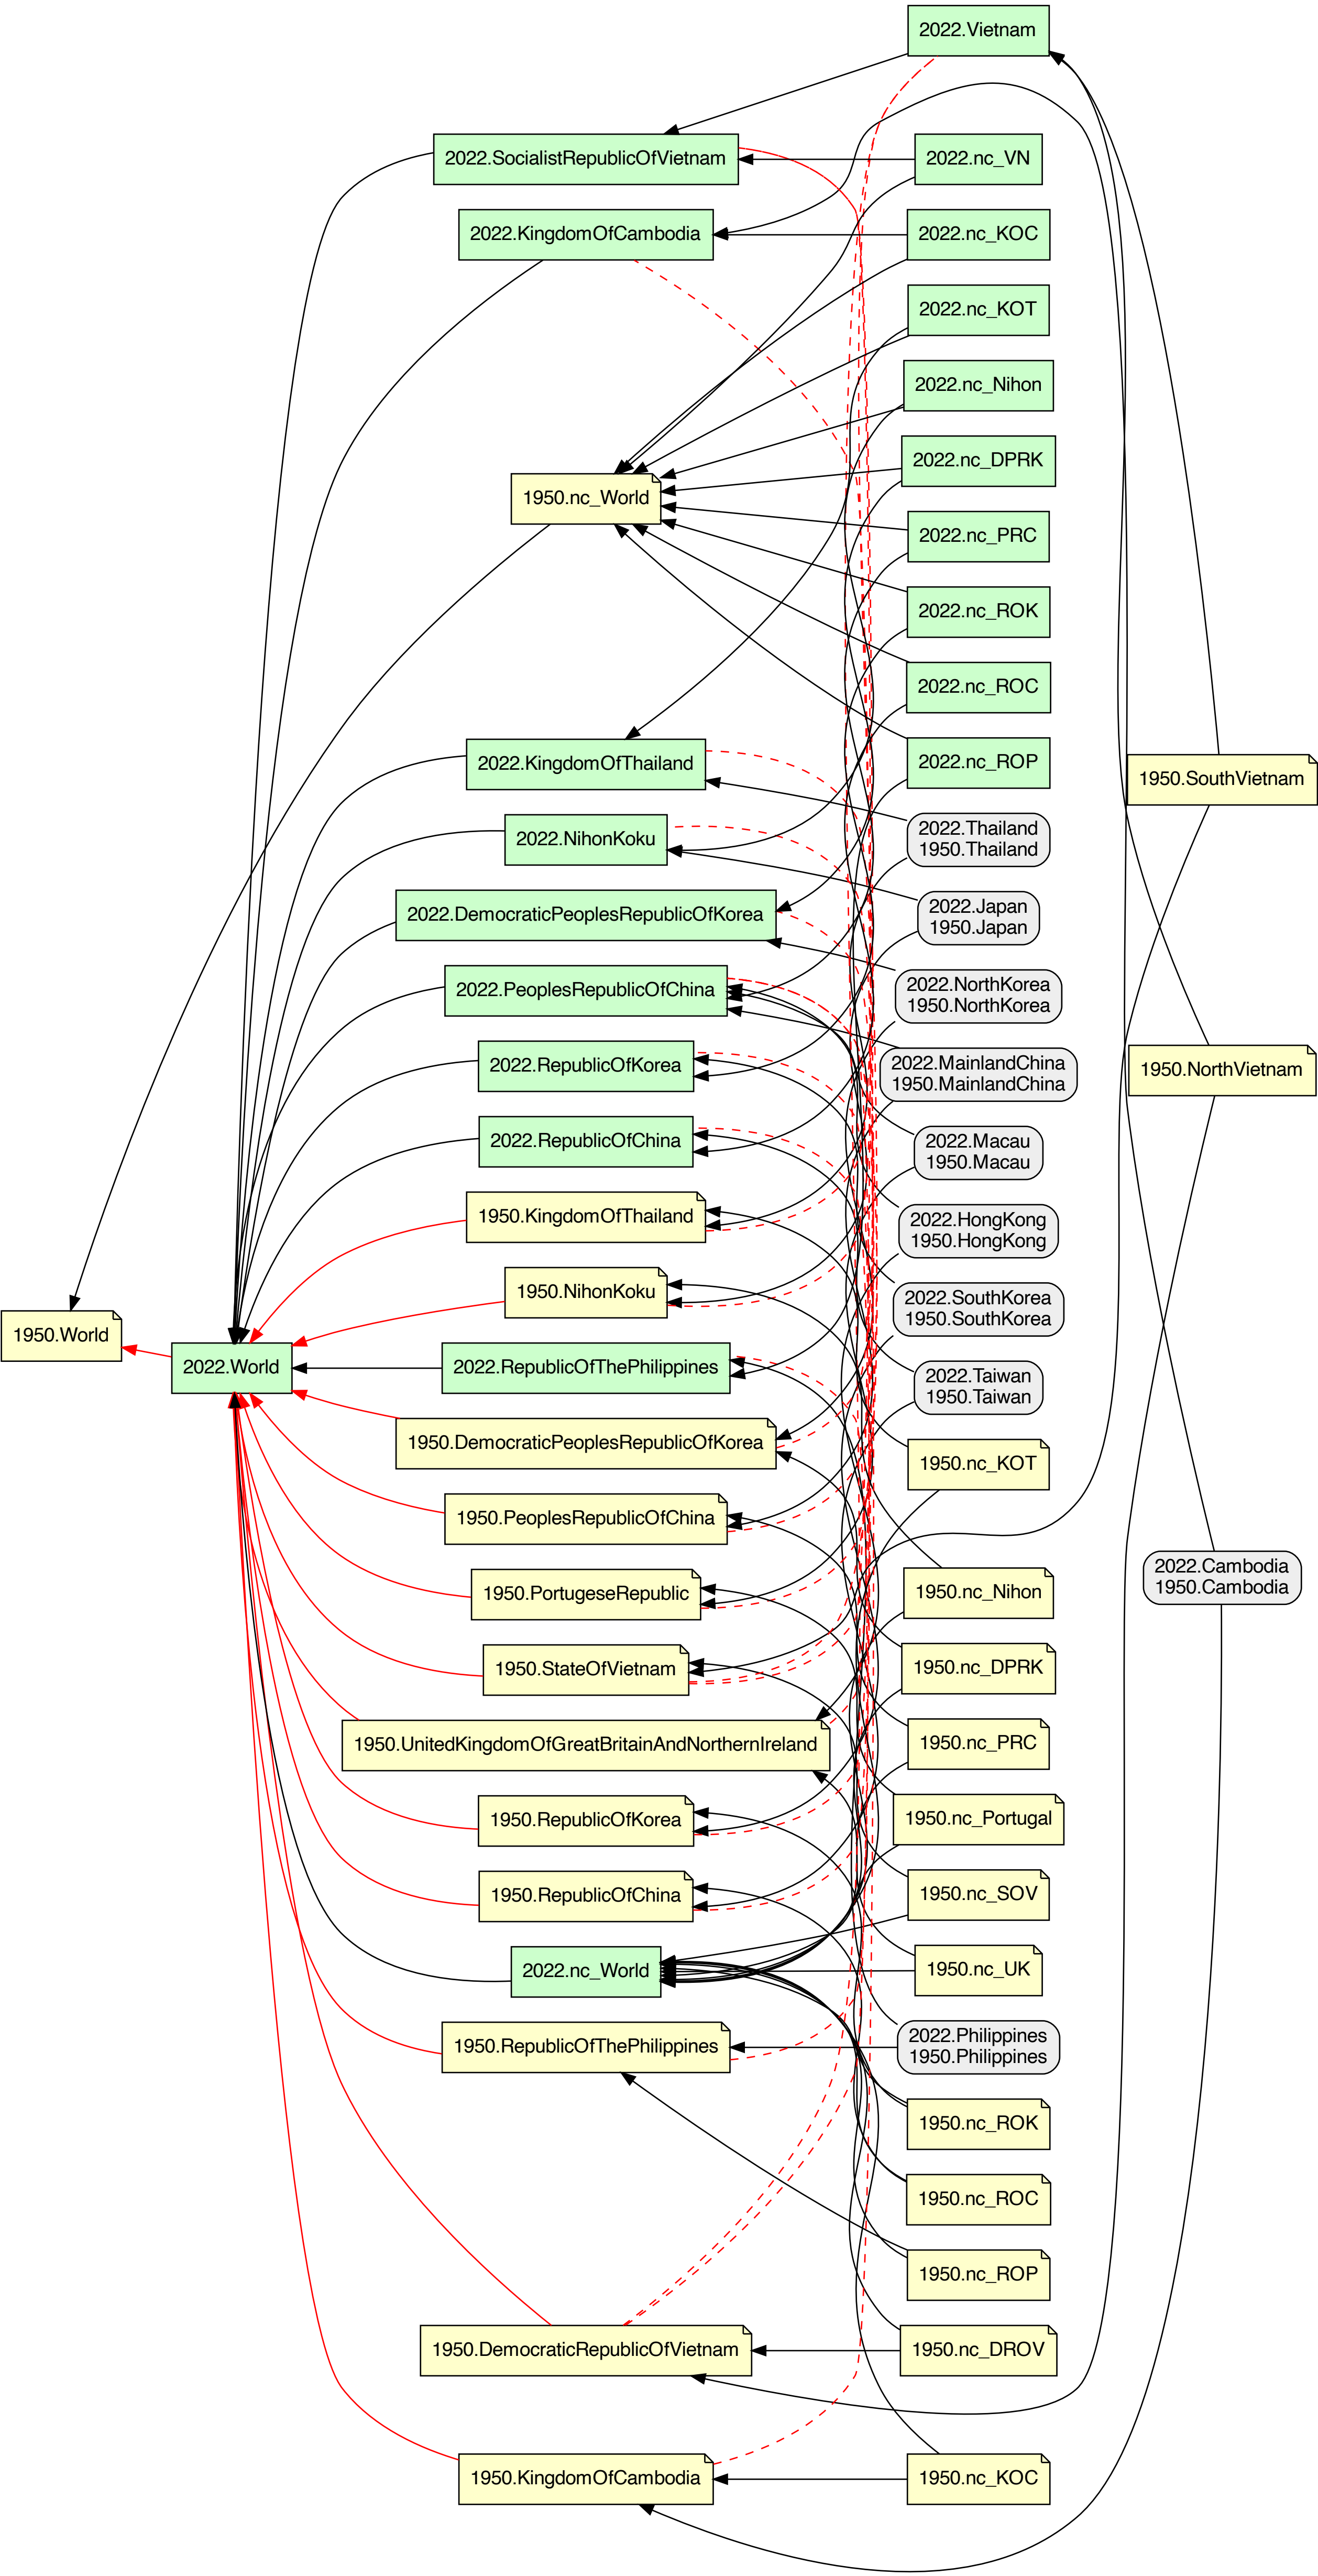 2022.Vietnam
2022.SocialistRepublicOfVietnam
2022.nc_VN
2022.KingdomOfCambodia
2022.nc_KOC
2022.nc_KOT
2022.nc_Nihon
2022.nc_DPRK
1950.nc_World
2022.nc_PRC
2022.nc_ROK
2022.nc_ROC
2022.KingdomOfThailand
2022.nc_ROP
1950.SouthVietnam
2022.Thailand
1950.Thailand
2022.NihonKoku
2022.DemocraticPeoplesRepublicOfKorea
2022.Japan
1950.Japan
2022.PeoplesRepublicOfChina
2022.NorthKorea
1950.NorthKorea
2022.RepublicOfKorea
2022.MainlandChina
1950.MainlandChina
1950.NorthVietnam
2022.RepublicOfChina
2022.Macau
1950.Macau
1950.KingdomOfThailand
2022.HongKong
1950.HongKong
1950.NihonKoku
2022.SouthKorea
1950.SouthKorea
1950.World
2022.World
2022.RepublicOfThePhilippines
2022.Taiwan
1950.Taiwan
1950.DemocraticPeoplesRepublicOfKorea
1950.nc_KOT
1950.PeoplesRepublicOfChina
2022.Cambodia
1950.Cambodia
1950.PortugeseRepublic
1950.nc_Nihon
1950.StateOfVietnam
1950.nc_DPRK
1950.UnitedKingdomOfGreatBritainAndNorthernIreland
1950.nc_PRC
1950.RepublicOfKorea
1950.nc_Portugal
1950.RepublicOfChina
1950.nc_SOV
2022.nc_World
1950.nc_UK
1950.RepublicOfThePhilippines
2022.Philippines
1950.Philippines
1950.nc_ROK
1950.nc_ROC
1950.nc_ROP
1950.DemocraticRepublicOfVietnam
1950.nc_DROV
1950.KingdomOfCambodia
1950.nc_KOC